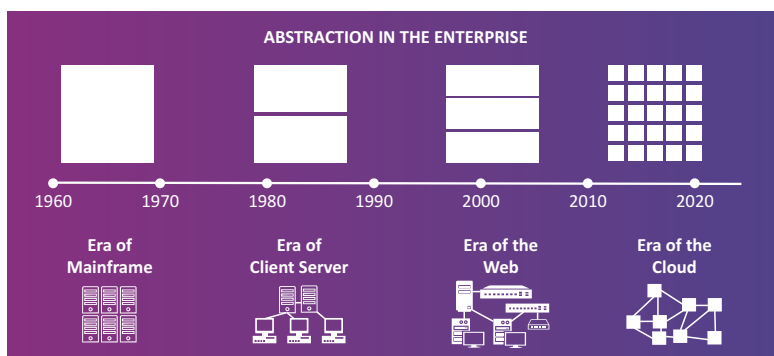 ABSTRACTION IN THE ENTERPRISE
1960 1970 1980 1990 2000 2010 2020
Era of
Mainframe
Era of
Client Server
Era of the
Web
Era of the
Cloud